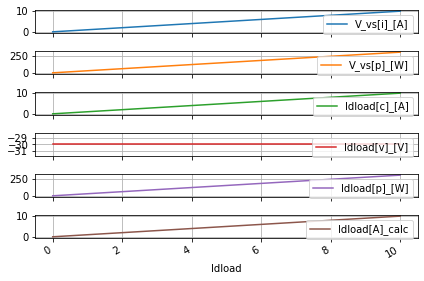 10
0
V_vs[i]_[A]
250
0
V_vs[p]_[W]
10
0
Idload[c]_[A]
−29
−30
−31
Idload[v]_[V]
250
0
Idload[p]_[W]
10
0
Idload[A]_calc
0 2 4 6 8 10
Idload